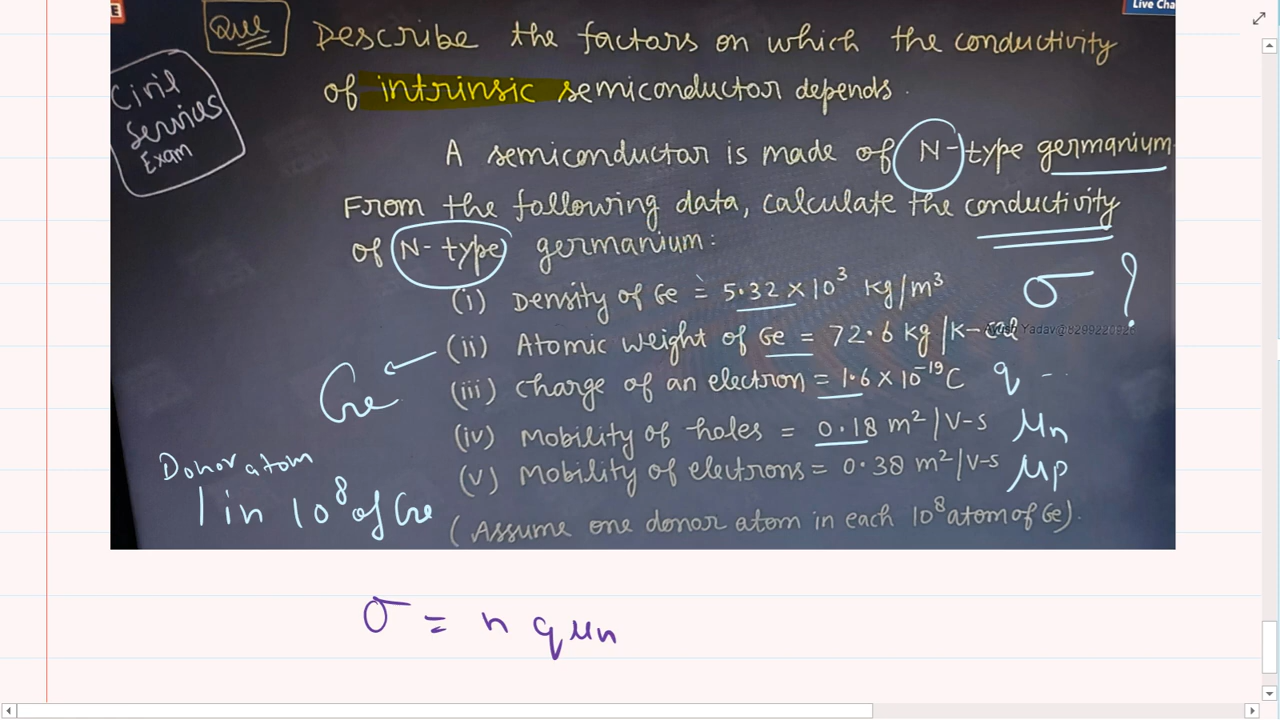 E
Live Cha
Que
Describe the factors on which the conductivity
of intrinsic semiconductor depends.
Civil
Services
Exam
A semiconductor is made of N-type germanium.
From the following data, calculate the conductivity
of N-type germanium:
(i) Density of Ge = 5.32 × 10³ kg/m³
σ ?
(ii) Atomic weight of Ge = 72.6 kg/K-
Yadav@8299220926
Ge
(iii) charge of an electron = 1.6 × 10⁻¹⁹ C q --
(iv) Mobility of holes = 0.18 m²/V-s μn
(v) Mobility of electrons = 0.38 m²/V-s μp
Donor atom
1 in 10⁸ of Ge
(Assume one donor atom in each 10⁸ atom of Ge).
σ = n q μn